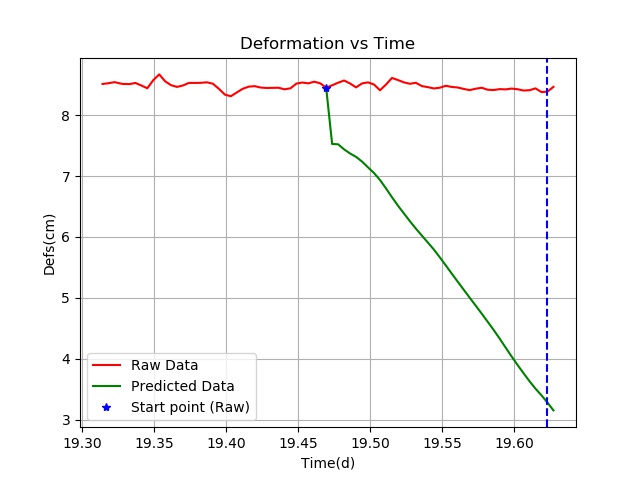 Deformation vs Time
Defs(cm)
8
7
6
5
4
3
Raw Data
Predicted Data
Start point (Raw)
19.30 19.35 19.40 19.45 19.50 19.55 19.60
Time(d)